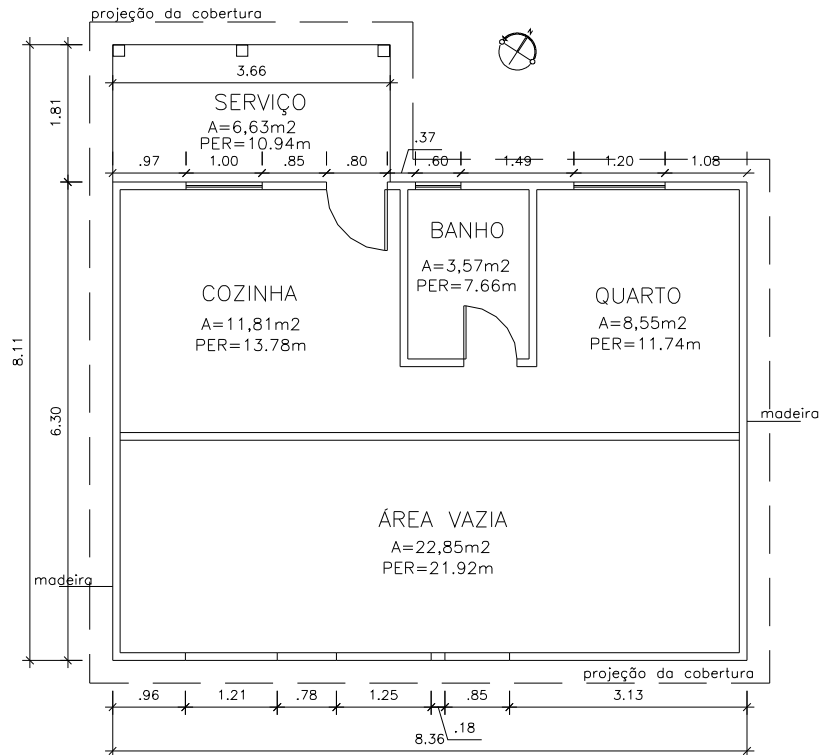 projeção da cobertura
N
3.66
SERVIÇO
A=6,63m2
PER=10.94m
1.81
.37
.97 1.00 .85 .80 .60 1.49 1.20 1.08
BANHO
A=3,57m2
PER=7.66m
COZINHA
A=11,81m2
PER=13.78m
QUARTO
A=8,55m2
PER=11.74m
8.11
6.30
madeira
ÁREA VAZIA
A=22,85m2
PER=21.92m
madeira
projeção da cobertura
.96 1.21 .78 1.25 .85 3.13
.18
8.36